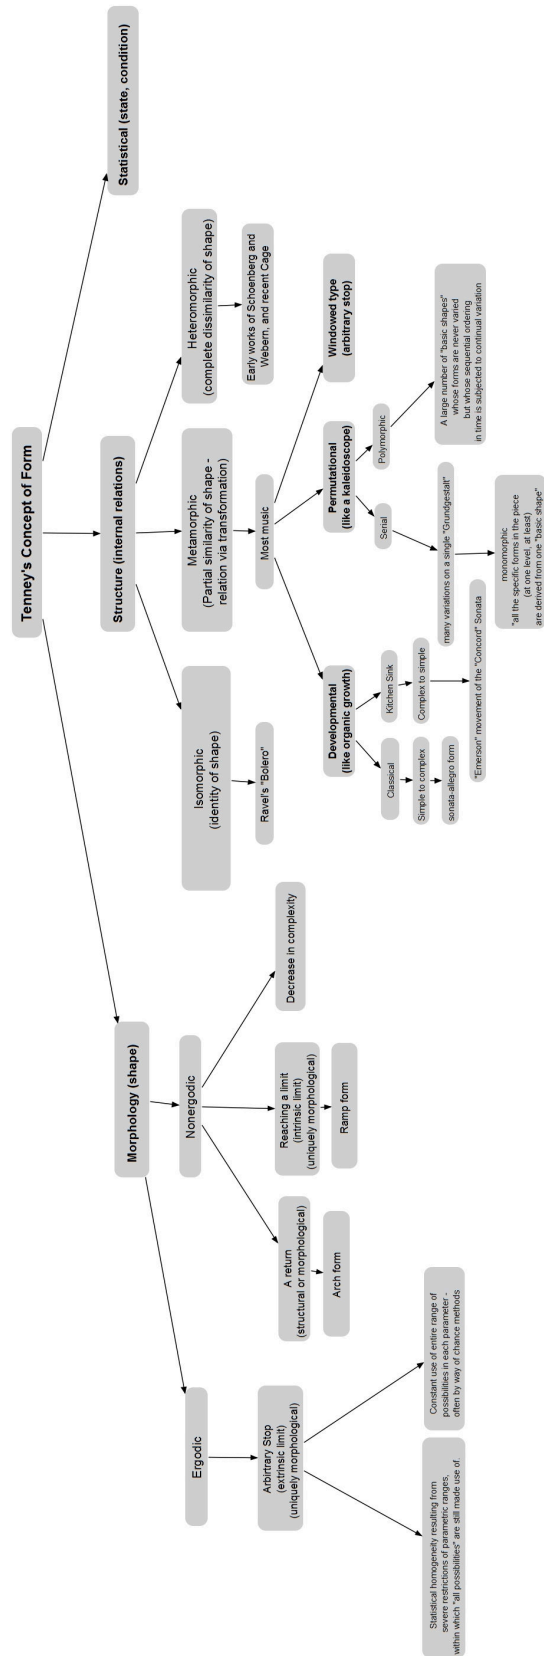 Tenney's Concept of Form
Morphology (shape)
Structure (internal relations)
Statistical (state, condition)
Ergodic
Nonergodic
Isomorphic
(identity of shape)
Metamorphic
(Partial similarity of shape -
relation via transformation)
Heteromorphic
(complete dissimilarity of shape)
Arbirtrary Stop
(extrinsic limit)
(uniquely morphological)
A return
(structural or morphological)
Reaching a limit
(intrinsic limit)
(uniquely morphological)
Decrease in complexity
Ravel's "Bolero"
Most music
Early works of Schoenberg and
Webern, and recent Cage
Arch form
Ramp form
Developmental
(like organic growth)
Permutational
(like a kaleidoscope)
Windowed type
(arbitrary stop)
Classical
Kitchen Sink
Serial
Polymorphic
Simple to complex
Complex to simple
many variations on a single "Grundgestalt"
A large number of "basic shapes"
whose forms are never varied
but whose sequential ordering
in time is subjected to continual variation
Statistical homogeneity resulting from
severe restrictions of parametric ranges,
within which "all possibilities" are still made use of.
Constant use of entire range of
possibilities in each parameter -
often by way of chance methods
sonata-allegro form
"Emerson" movement of the "Concord" Sonata
monomorphic
"all the specific forms in the piece
(at one level, at least)
are derived from one "basic shape"